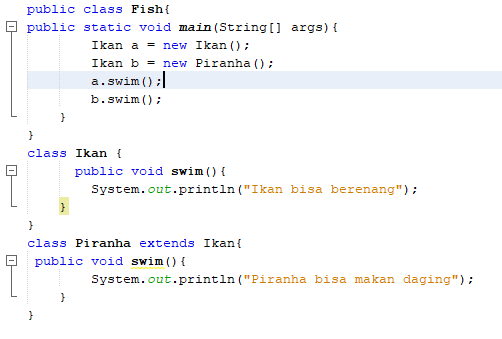 public class Fish{
public static void main(String[] args){
        Ikan a = new Ikan();
        Ikan b = new Piranha();
        a.swim();
        b.swim();
    }
}
class Ikan {
      public void swim(){
        System.out.println("Ikan bisa berenang");
    }
}
class Piranha extends Ikan{
 public void swim(){
        System.out.println("Piranha bisa makan daging");
    }
}